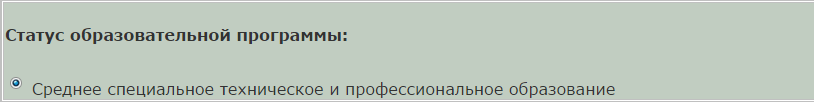 Статус образовательной программы:
Среднее специальное техническое и профессиональное образование